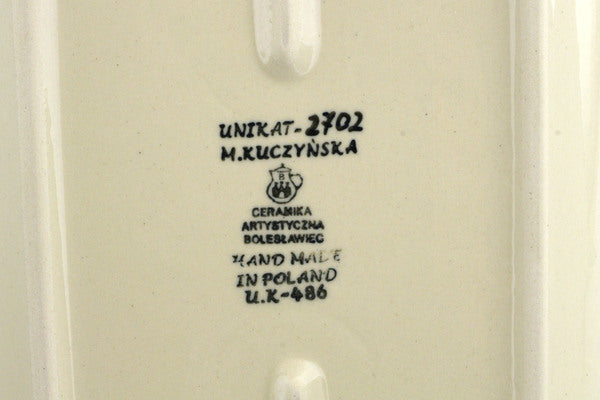 UNIKAT-2702
M.KUCZYŃSKA
B
CERAMIKA
ARTYSTYCZNA
BOLESŁAWIEC
HAND MADE
IN POLAND
U.K-486